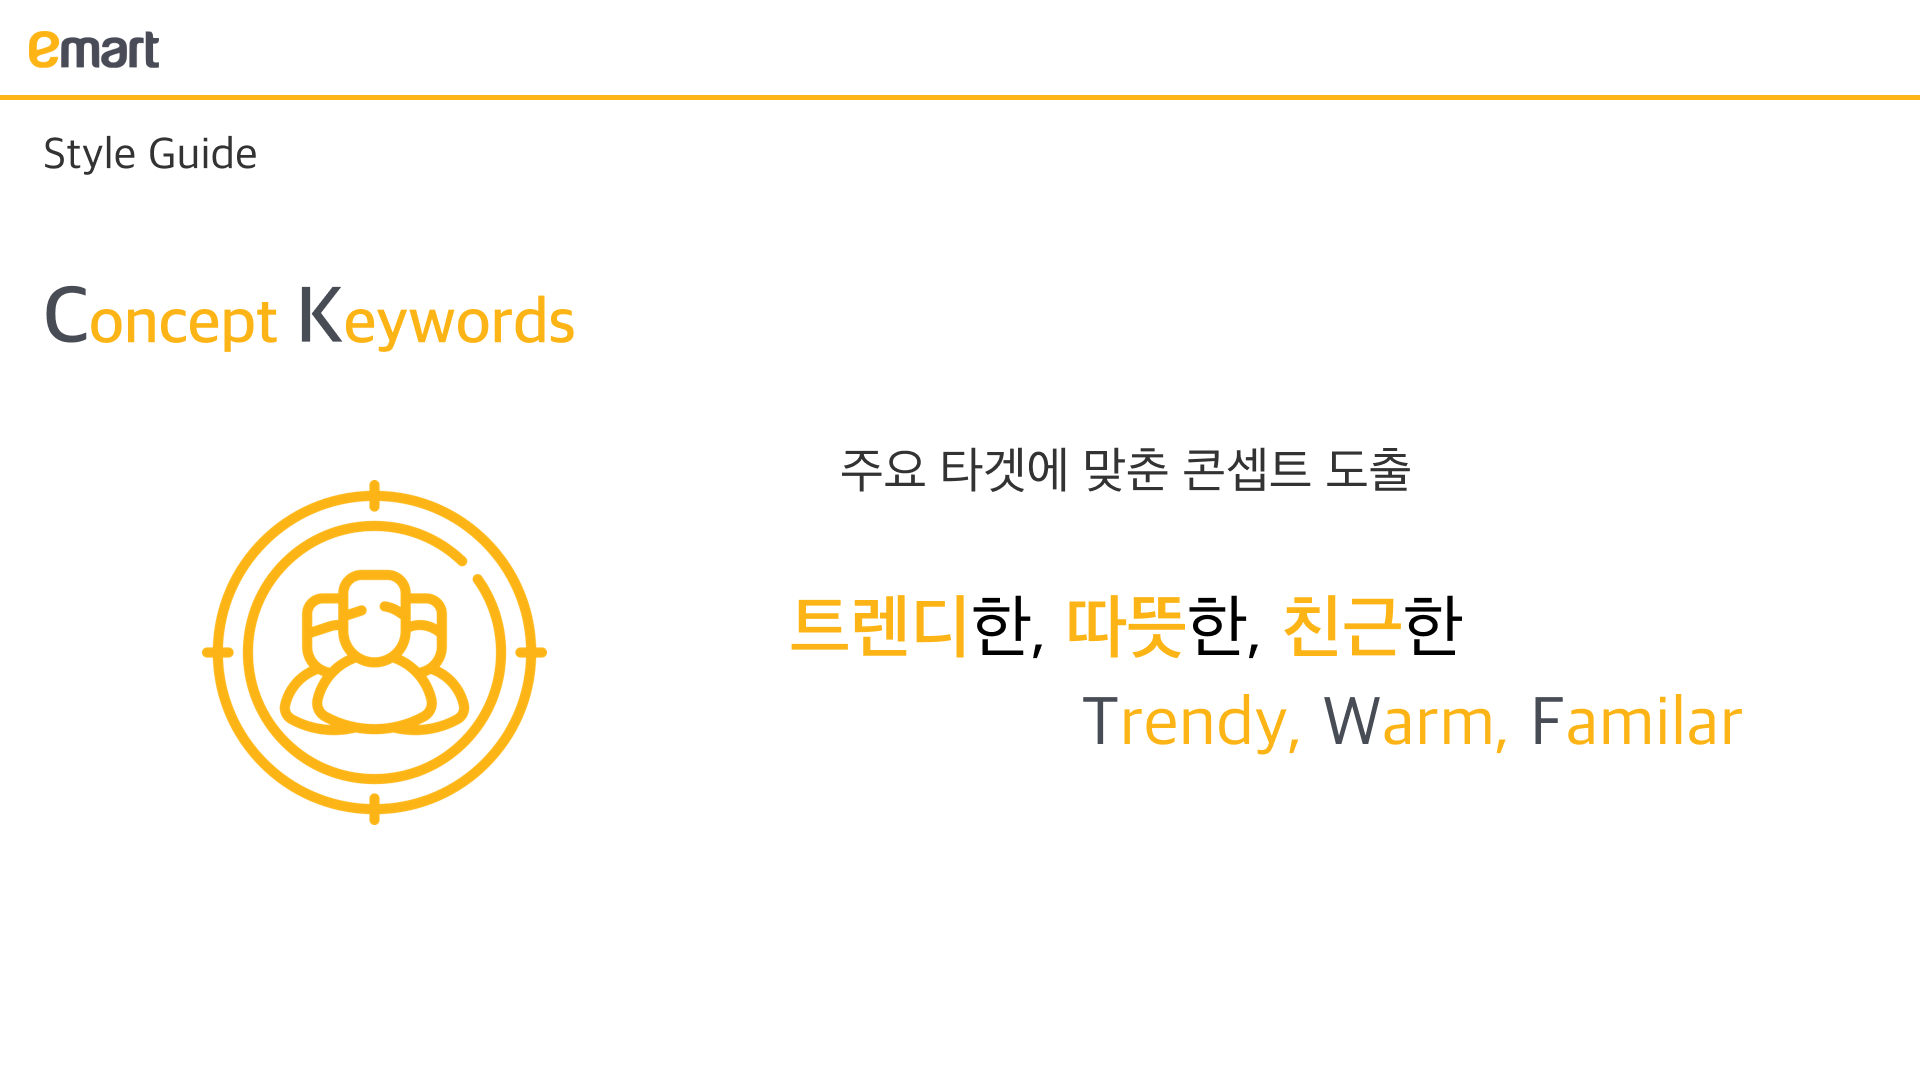 emart
Style Guide
Concept Keywords
주요 타겟에 맞춘 콘셉트 도출
트렌디한, 따뜻한, 친근한
Trendy, Warm, Familar